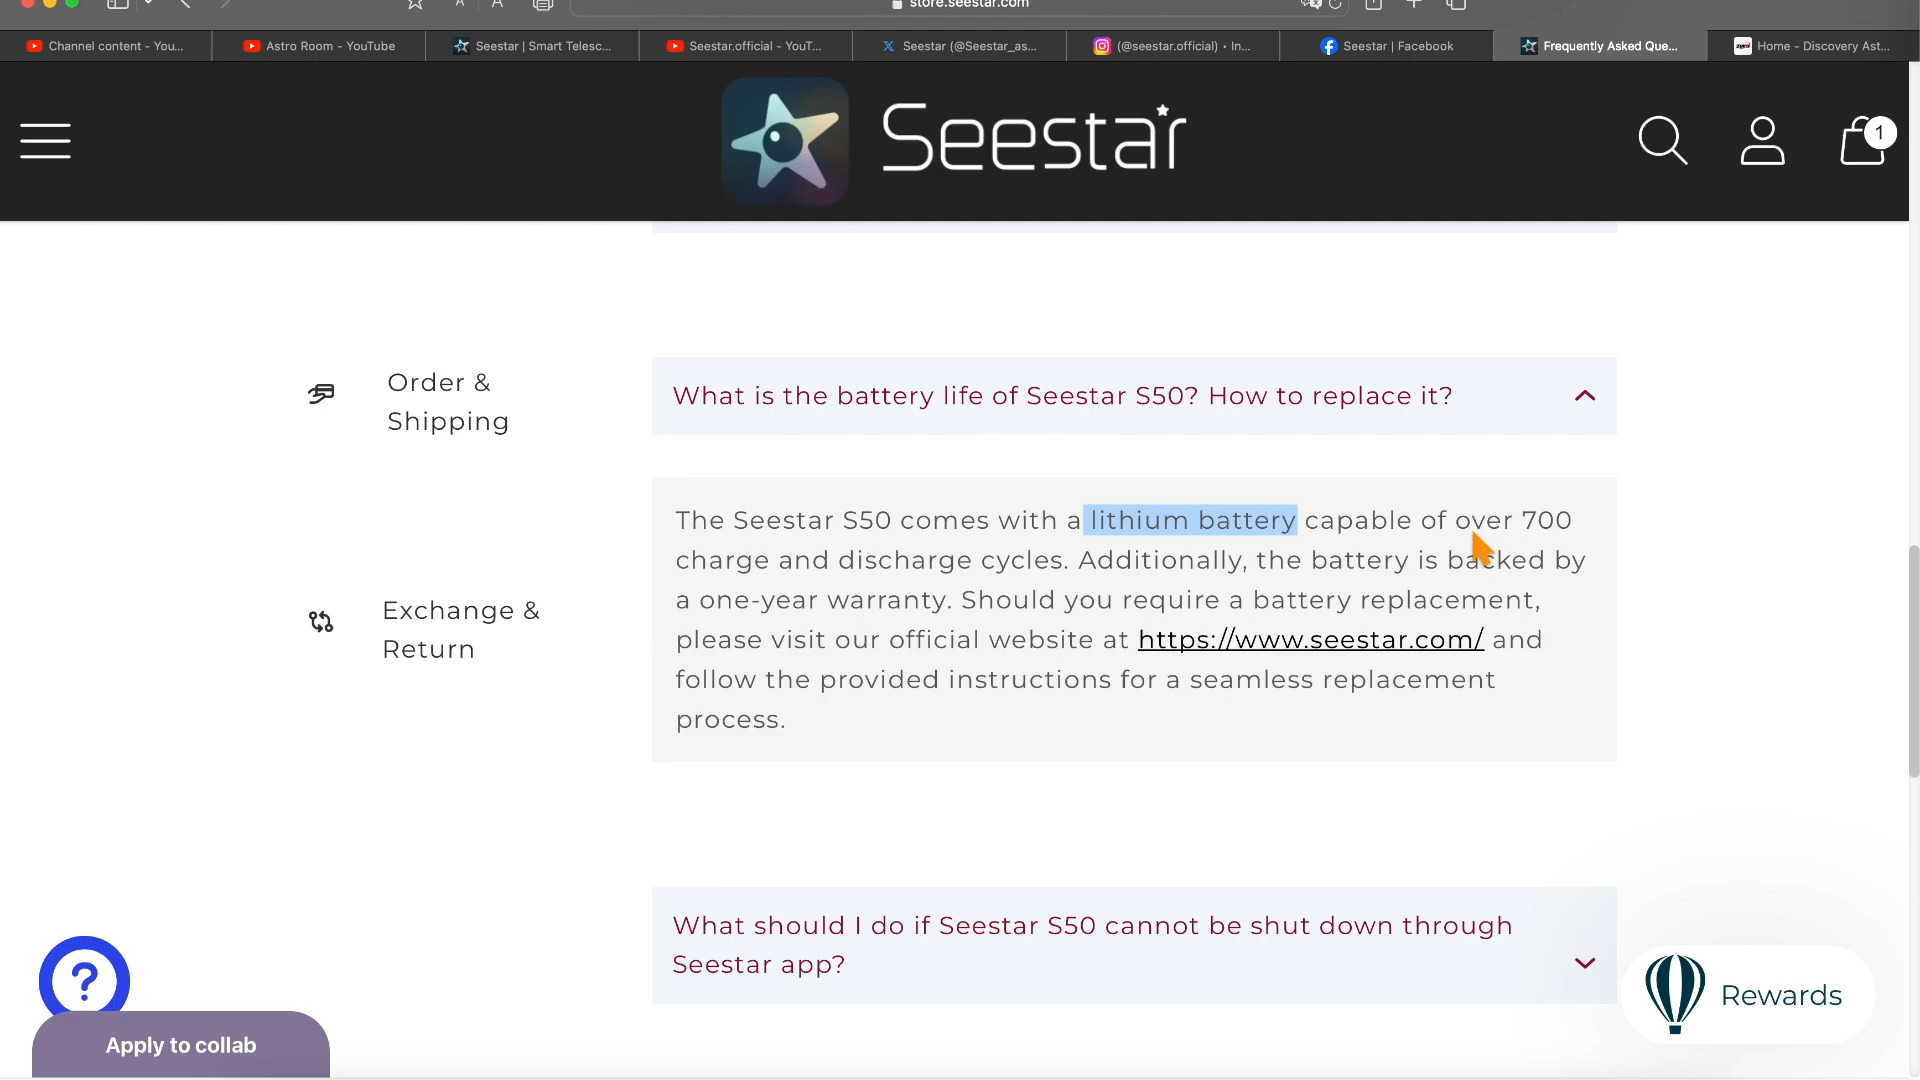 store.seestar.com
Channel content - You...
Astro Room - YouTube
Seestar | Smart Telesc...
Seestar.official - YouT...
Seestar (@Seestar_as...
(@seestar.official) • In...
Seestar | Facebook
Frequently Asked Que...
Home - Discovery Ast...
Seestar
1
Order &
Shipping
Exchange &
Return
What is the battery life of Seestar S50? How to replace it?
The Seestar S50 comes with a lithium battery capable of over 700
charge and discharge cycles. Additionally, the battery is backed by
a one-year warranty. Should you require a battery replacement,
please visit our official website at https://www.seestar.com/ and
follow the provided instructions for a seamless replacement
process.
What should I do if Seestar S50 cannot be shut down through
Seestar app?
?
Apply to collab
Rewards